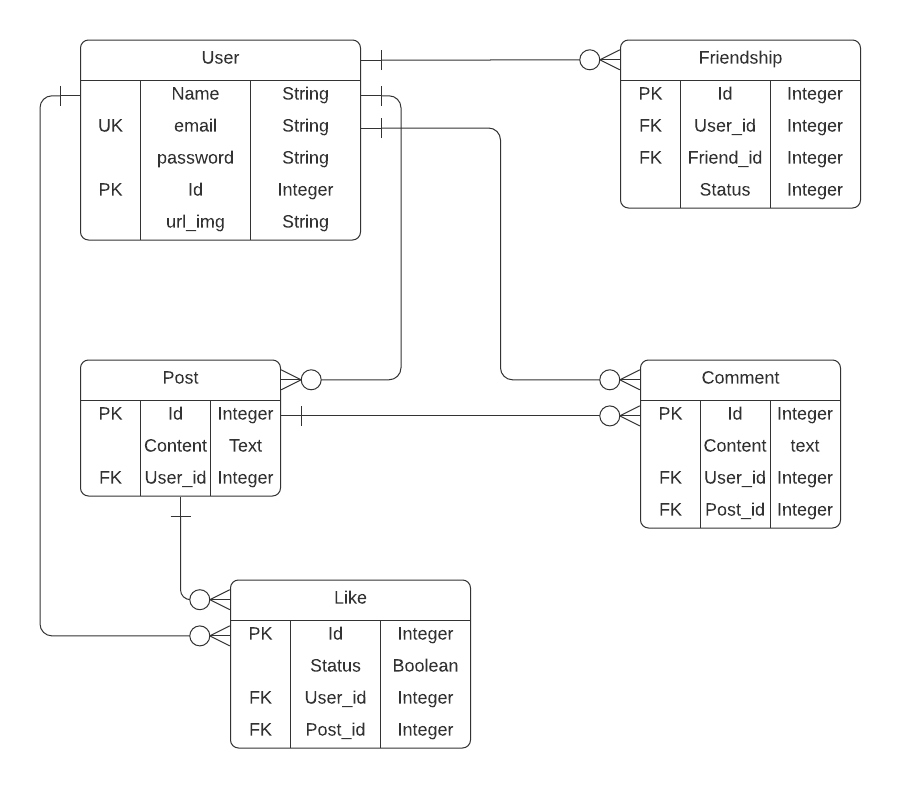 User
Name String
UK email String
password String
PK Id Integer
url_img String
Friendship
PK Id Integer
FK User_id Integer
FK Friend_id Integer
Status Integer
Post
PK Id Integer
Content Text
FK User_id Integer
Comment
PK Id Integer
Content text
FK User_id Integer
FK Post_id Integer
Like
PK Id Integer
Status Boolean
FK User_id Integer
FK Post_id Integer